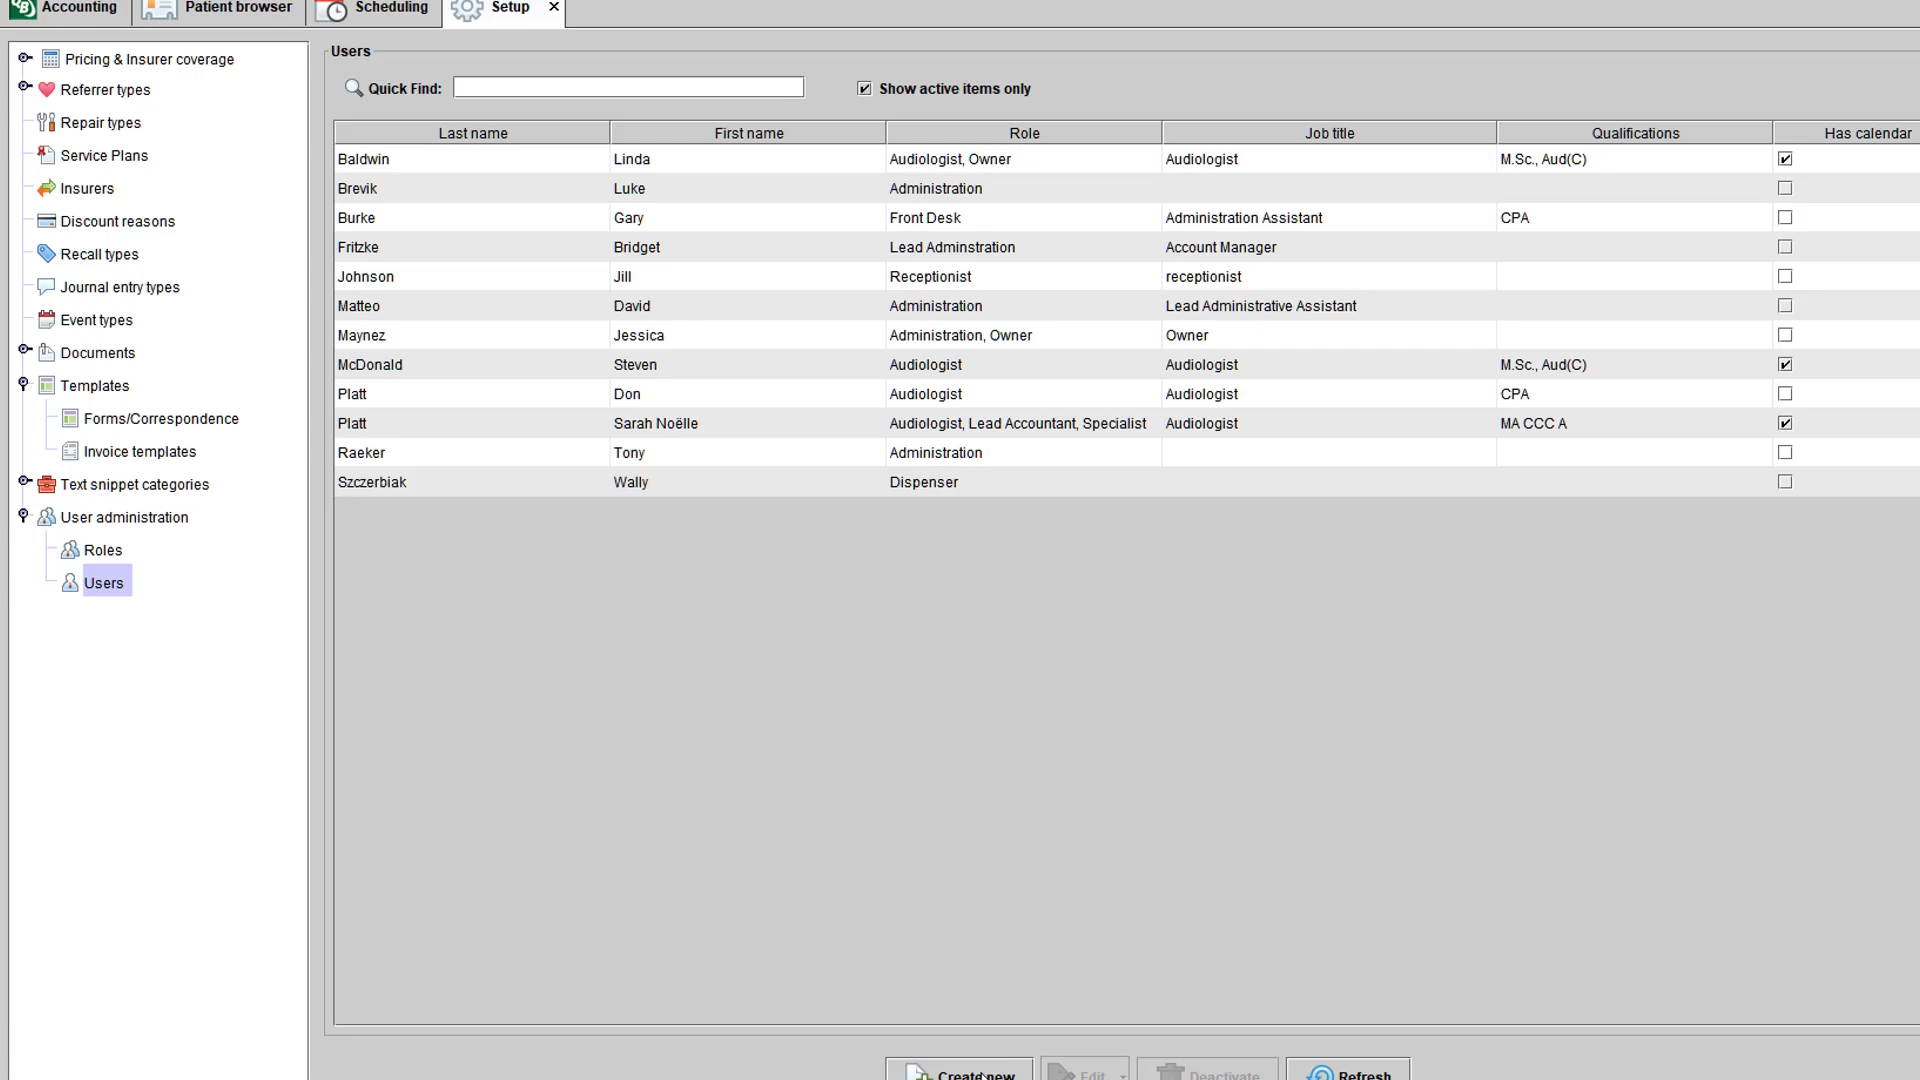 Accounting Patient browser Scheduling Setup
Pricing & Insurer coverage
Referrer types
Repair types
Service Plans
Insurers
Discount reasons
Recall types
Journal entry types
Event types
Documents
Templates
Forms/Correspondence
Invoice templates
Text snippet categories
User administration
Roles
Users
Users
Quick Find: Show active items only
Last name First name Role Job title Qualifications Has calendar
Baldwin Linda Audiologist, Owner Audiologist M.Sc., Aud(C)
Brevik Luke Administration
Burke Gary Front Desk Administration Assistant CPA
Fritzke Bridget Lead Adminstration Account Manager
Johnson Jill Receptionist receptionist
Matteo David Administration Lead Administrative Assistant
Maynez Jessica Administration, Owner Owner
McDonald Steven Audiologist Audiologist M.Sc., Aud(C)
Platt Don Audiologist Audiologist CPA
Platt Sarah Noëlle Audiologist, Lead Accountant, Specialist Audiologist MA CCC A
Raeker Tony Administration
Szczerbiak Wally Dispenser
Create new Edit Deactivate Refresh